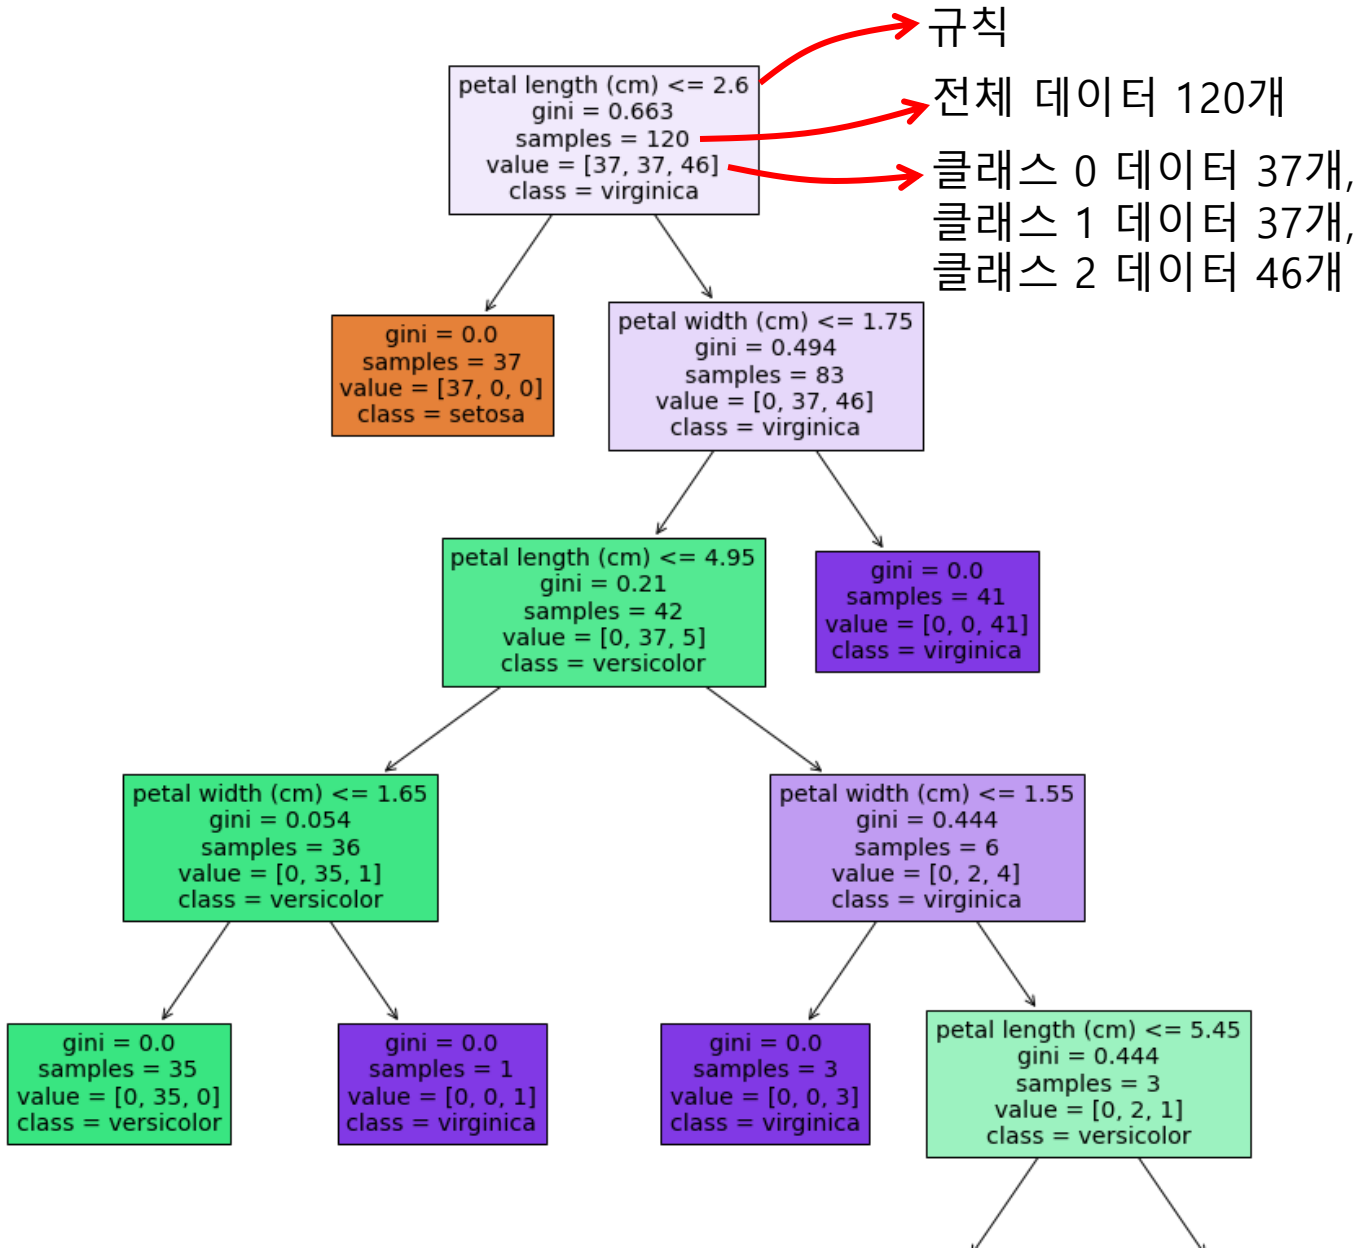 규칙
전체 데이터 120개
클래스 0 데이터 37개,
클래스 1 데이터 37개,
클래스 2 데이터 46개
petal length (cm) <= 2.6
gini = 0.663
samples = 120
value = [37, 37, 46]
class = virginica
gini = 0.0
samples = 37
value = [37, 0, 0]
class = setosa
petal width (cm) <= 1.75
gini = 0.494
samples = 83
value = [0, 37, 46]
class = virginica
petal length (cm) <= 4.95
gini = 0.21
samples = 42
value = [0, 37, 5]
class = versicolor
gini = 0.0
samples = 41
value = [0, 0, 41]
class = virginica
petal width (cm) <= 1.65
gini = 0.054
samples = 36
value = [0, 35, 1]
class = versicolor
petal width (cm) <= 1.55
gini = 0.444
samples = 6
value = [0, 2, 4]
class = virginica
gini = 0.0
samples = 35
value = [0, 35, 0]
class = versicolor
gini = 0.0
samples = 1
value = [0, 0, 1]
class = virginica
gini = 0.0
samples = 3
value = [0, 0, 3]
class = virginica
petal length (cm) <= 5.45
gini = 0.444
samples = 3
value = [0, 2, 1]
class = versicolor